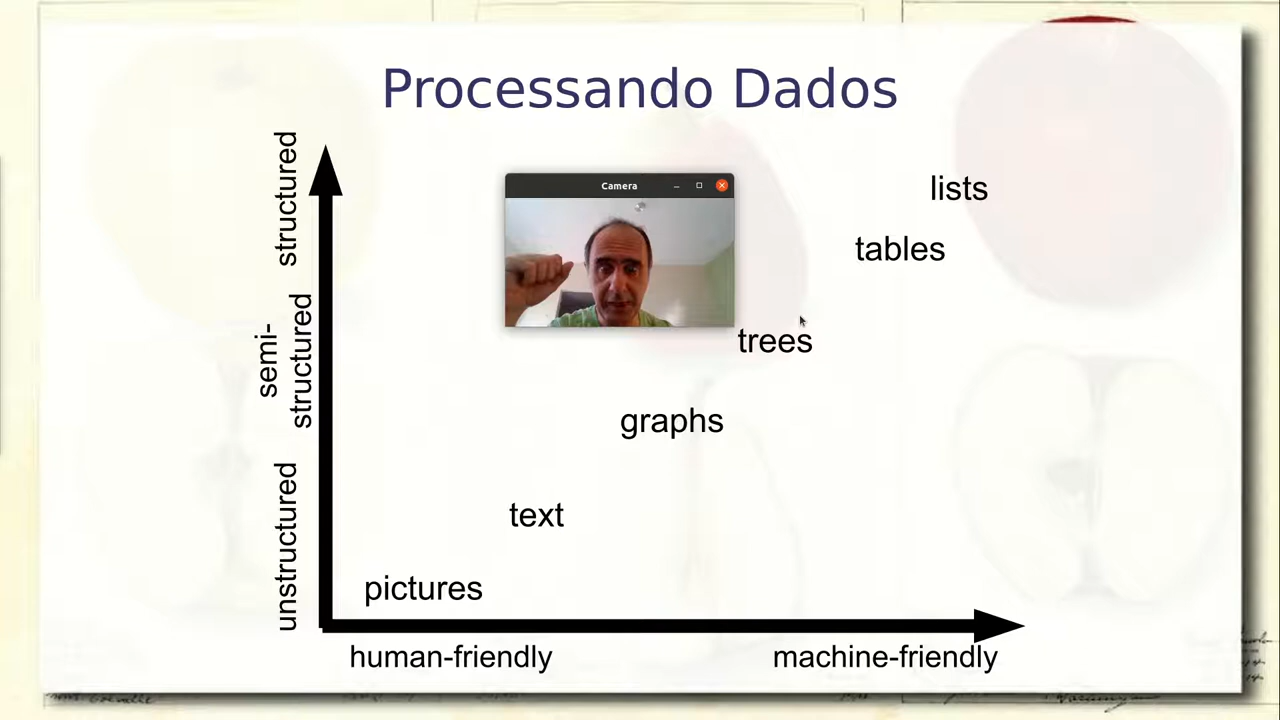 Processando Dados
structured
semi-
structured
unstructured
Camera
lists
tables
trees
graphs
text
pictures
human-friendly
machine-friendly